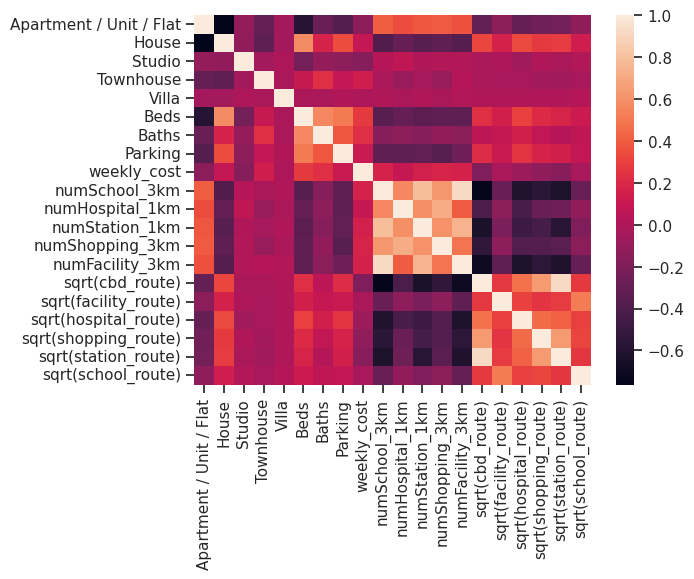 Apartment / Unit / Flat
House
Studio
Townhouse
Villa
Beds
Baths
Parking
weekly_cost
numSchool_3km
numHospital_1km
numStation_1km
numShopping_3km
numFacility_3km
sqrt(cbd_route)
sqrt(facility_route)
sqrt(hospital_route)
sqrt(shopping_route)
sqrt(station_route)
sqrt(school_route)
Apartment / Unit / Flat
House
Studio
Townhouse
Villa
Beds
Baths
Parking
weekly_cost
numSchool_3km
numHospital_1km
numStation_1km
numShopping_3km
numFacility_3km
sqrt(cbd_route)
sqrt(facility_route)
sqrt(hospital_route)
sqrt(shopping_route)
sqrt(station_route)
sqrt(school_route)
1.0
0.8
0.6
0.4
0.2
0.0
−0.2
−0.4
−0.6